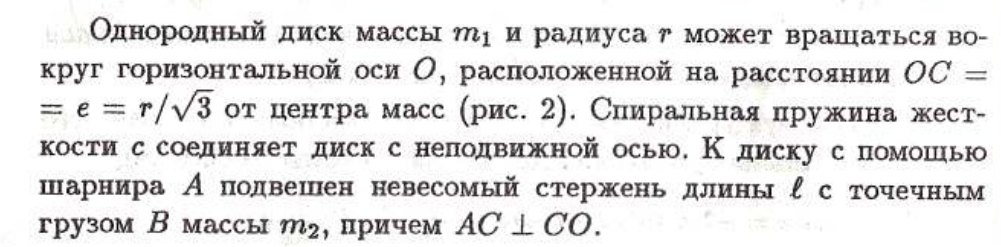 Однородный диск массы m₁ и радиуса r может вращаться во-
круг горизонтальной оси O, расположенной на расстоянии OC =
= e = r/√3 от центра масс (рис. 2). Спиральная пружина жест-
кости c соединяет диск с неподвижной осью. К диску с помощью
шарнира A подвешен невесомый стержень длины ℓ с точечным
грузом B массы m₂, причем AC ⊥ CO.